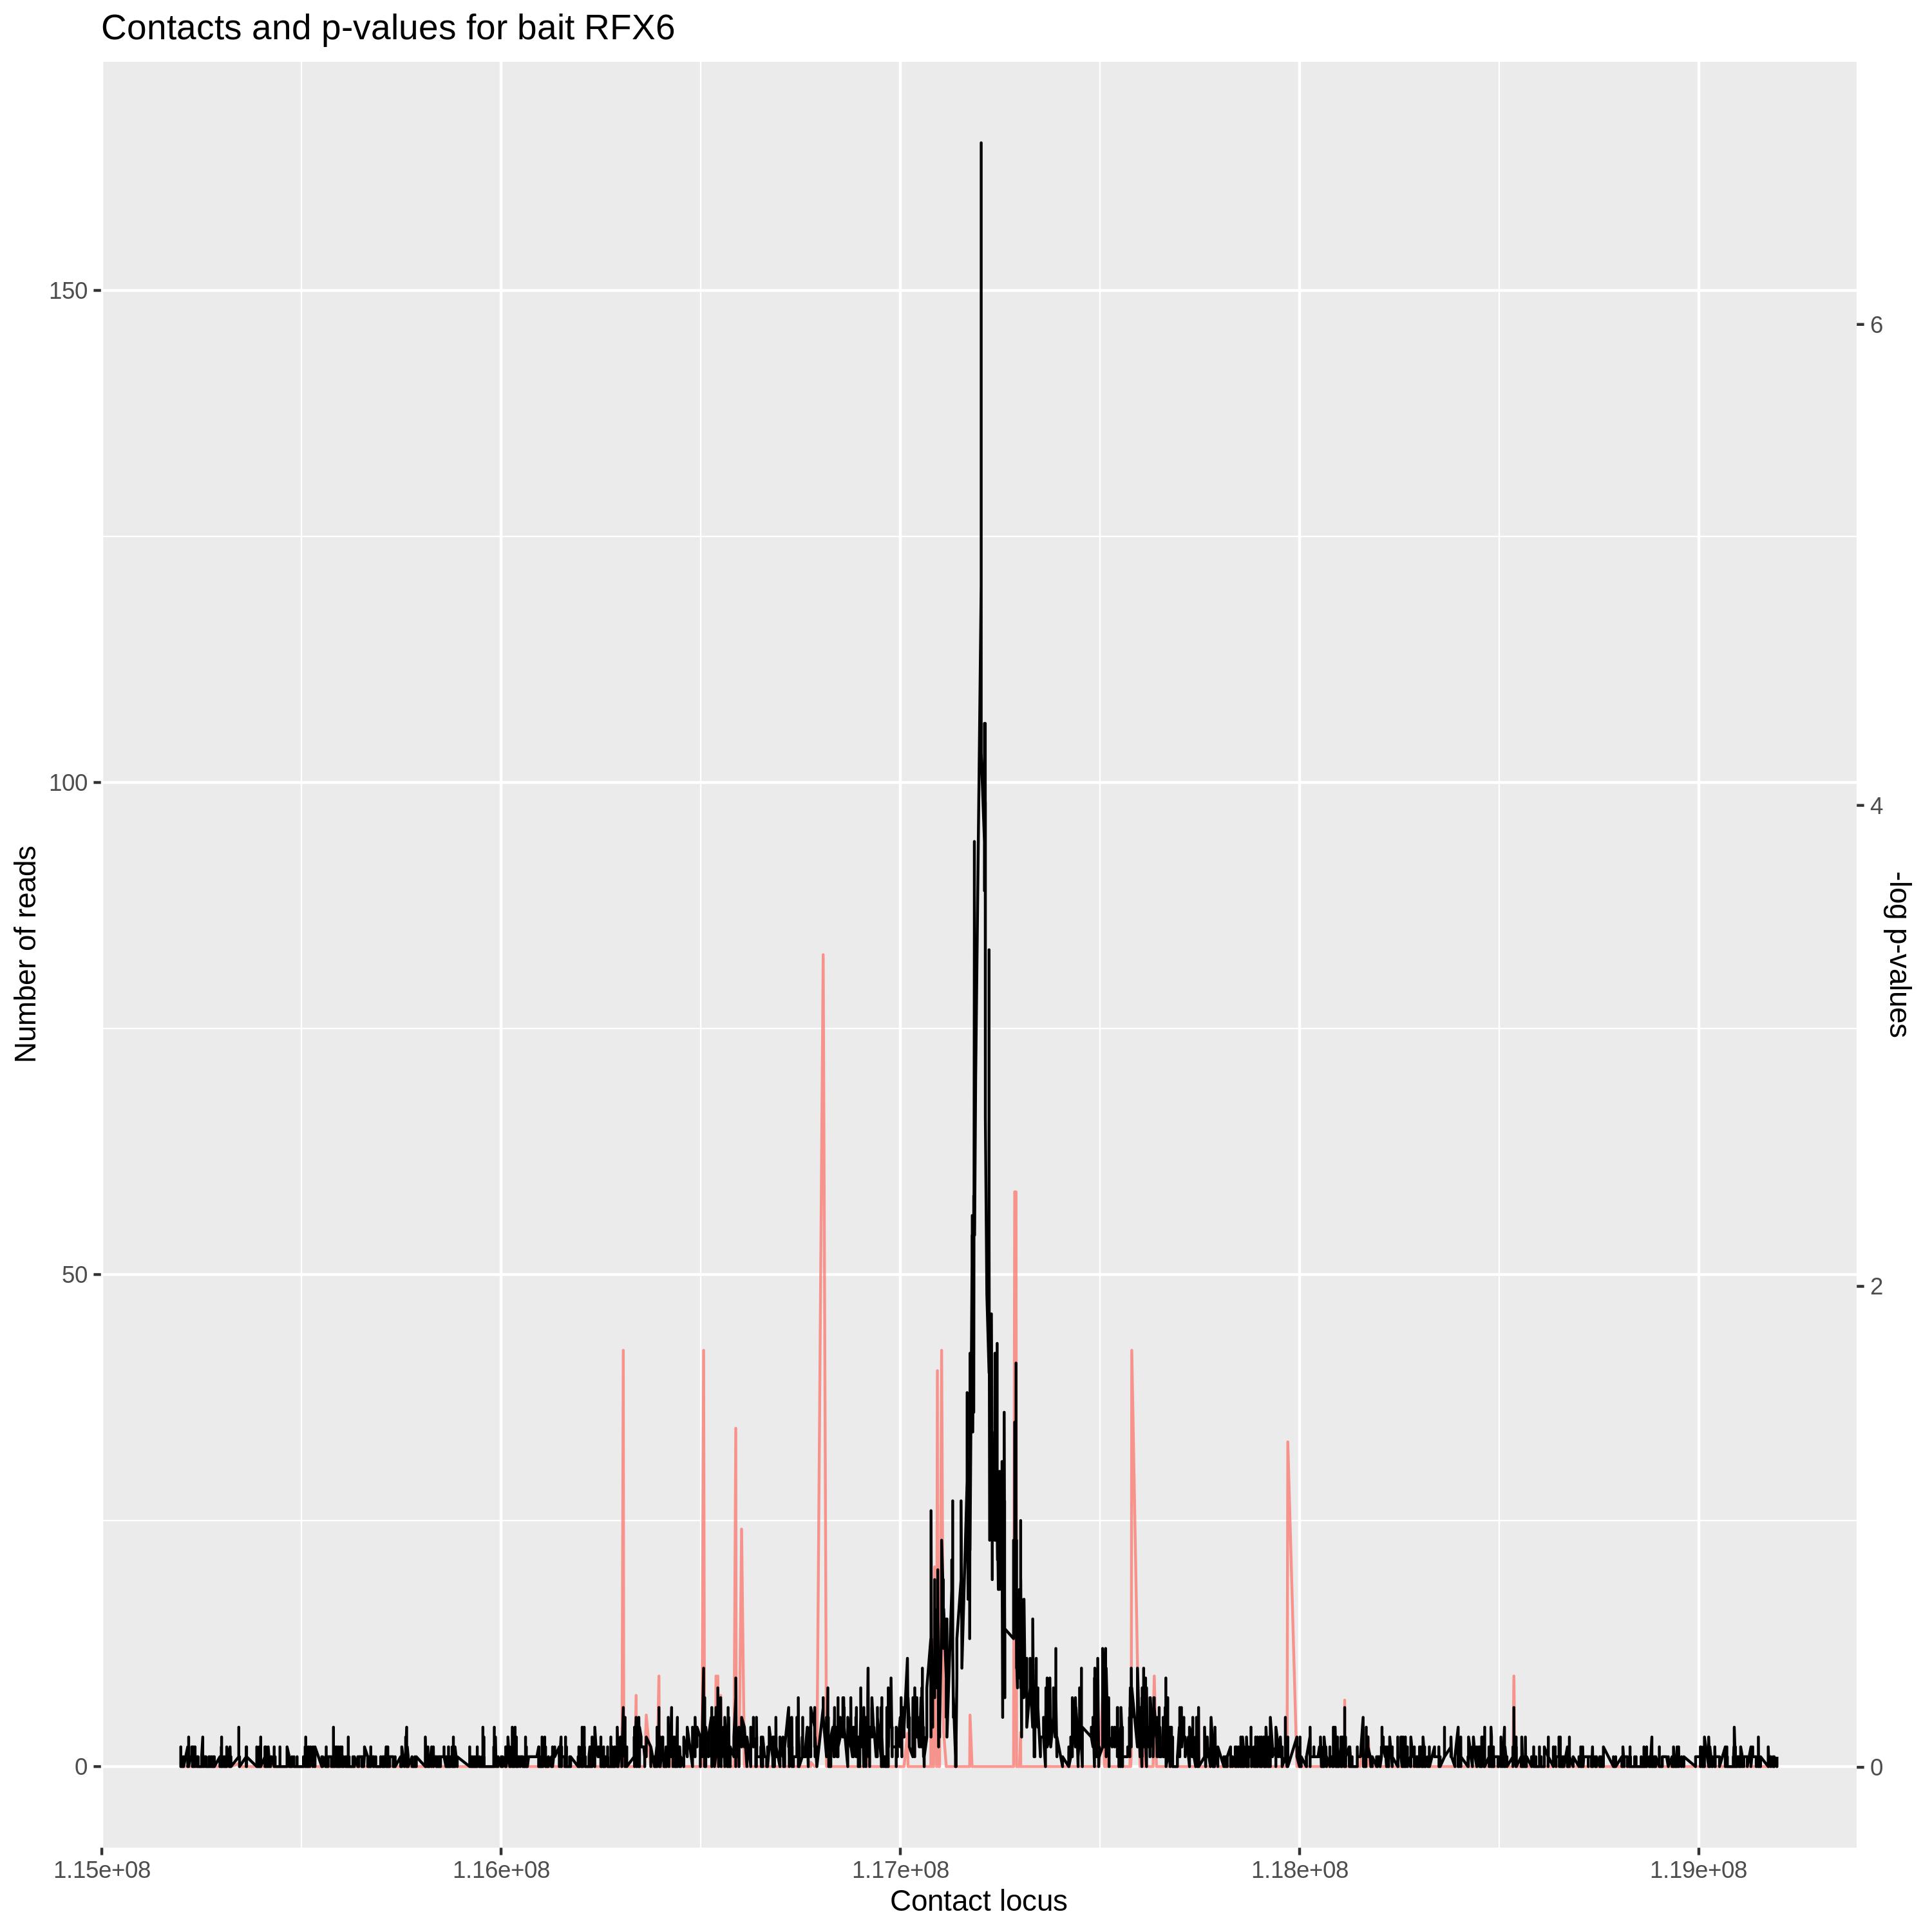 Contacts and p-values for bait RFX6
150
100
50
0
Number of reads
6
4
2
0
-log p-values
1.15e+08
1.16e+08
1.17e+08
1.18e+08
1.19e+08
Contact locus